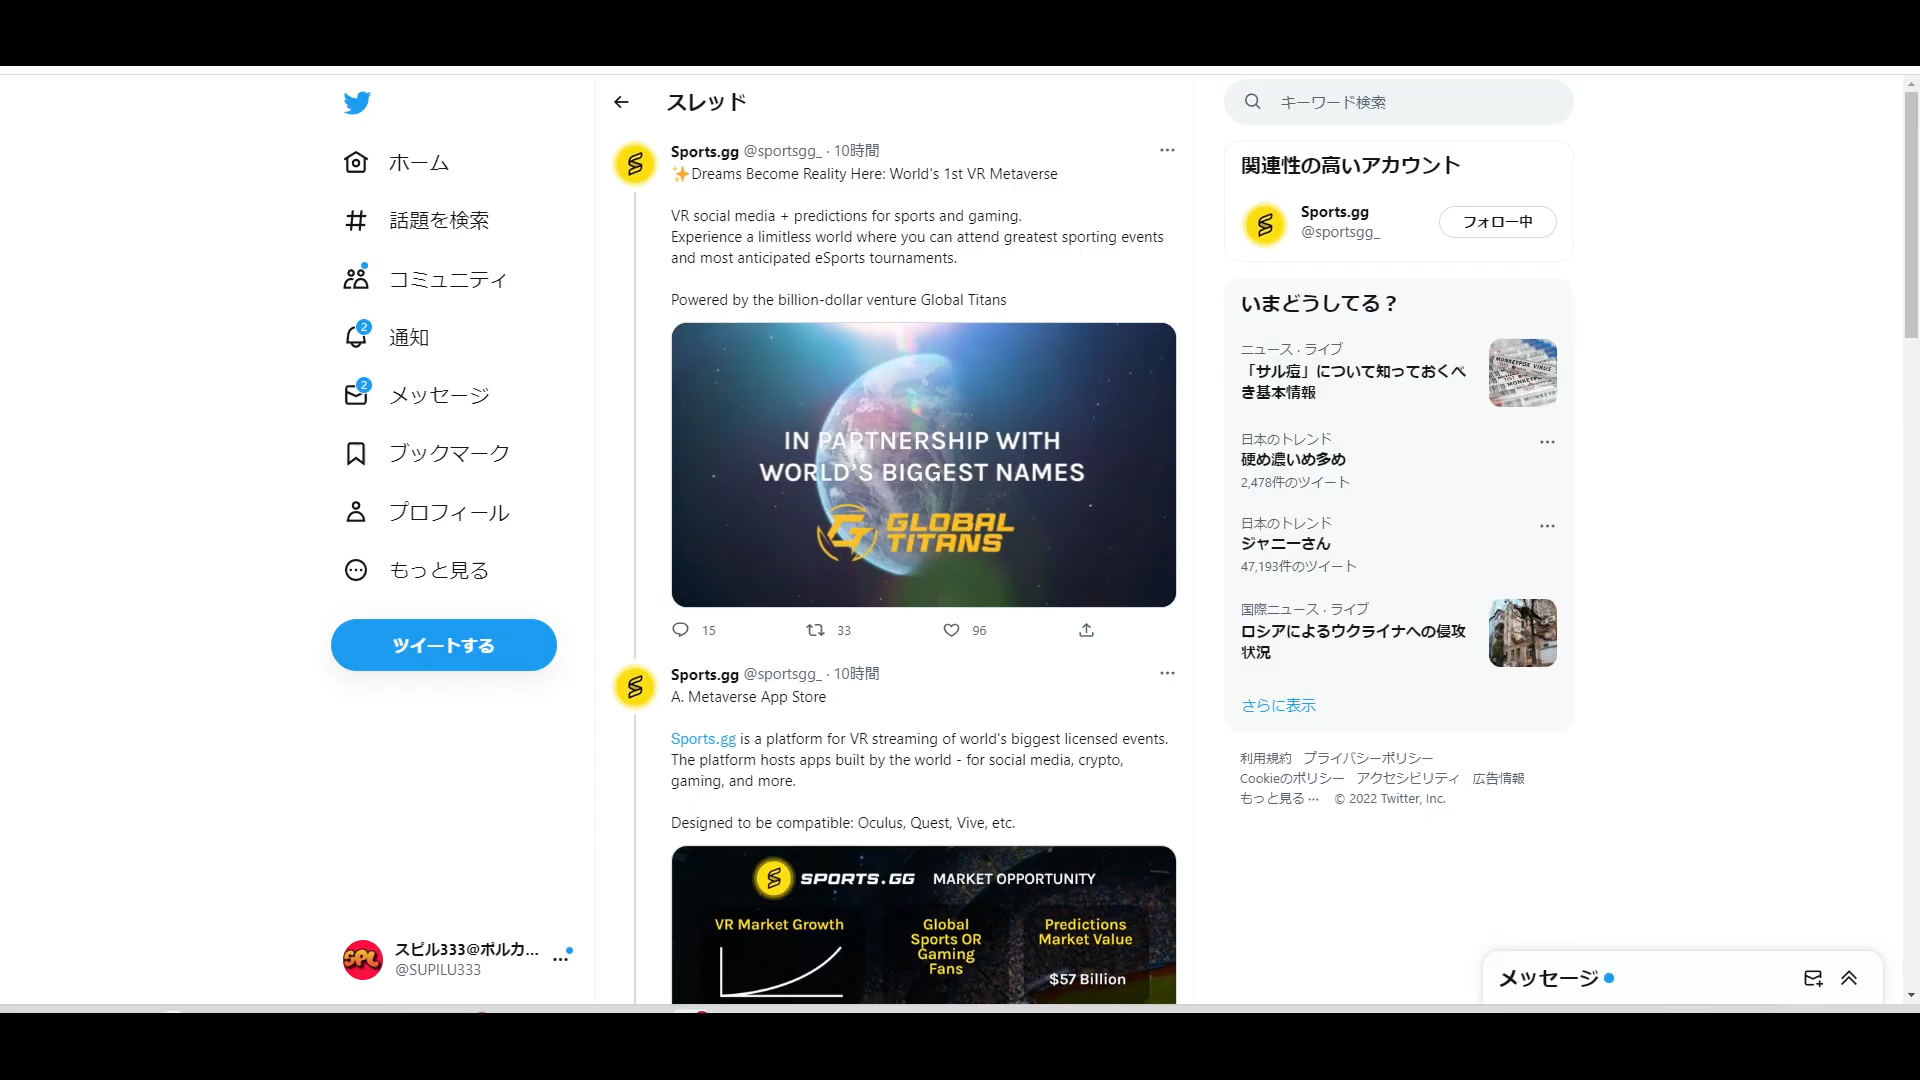 ホーム
話題を検索
コミュニティ
2
通知
2
メッセージ
ブックマーク
プロフィール
もっと見る
ツイートする
スピル333@ポルカ...
@SUPILU333
スレッド
Sports.gg @sportsgg_ · 10時間
✨Dreams Become Reality Here: World's 1st VR Metaverse
VR social media + predictions for sports and gaming.
Experience a limitless world where you can attend greatest sporting events
and most anticipated eSports tournaments.
Powered by the billion-dollar venture Global Titans
IN PARTNERSHIP WITH
WORLD'S BIGGEST NAMES
GLOBAL
TITANS
15
33
96
Sports.gg @sportsgg_ · 10時間
A. Metaverse App Store
Sports.gg is a platform for VR streaming of world's biggest licensed events.
The platform hosts apps built by the world - for social media, crypto,
gaming, and more.
Designed to be compatible: Oculus, Quest, Vive, etc.
SPORTS.GG MARKET OPPORTUNITY
VR Market Growth
Global
Sports OR
Gaming
Fans
Predictions
Market Value
$57 Billion
キーワード検索
関連性の高いアカウント
Sports.gg
@sportsgg_
フォロー中
いまどうしてる？
ニュース · ライブ
「サル痘」について知っておくべ
き基本情報
MONKEYPOX VIRUS
日本のトレンド
硬め濃いめ多め
2,478件のツイート
日本のトレンド
ジャニーさん
47,193件のツイート
国際ニュース · ライブ
ロシアによるウクライナへの侵攻
状況
さらに表示
利用規約 プライバシーポリシー
Cookieのポリシー アクセシビリティ 広告情報
もっと見る ··· © 2022 Twitter, Inc.
メッセージ